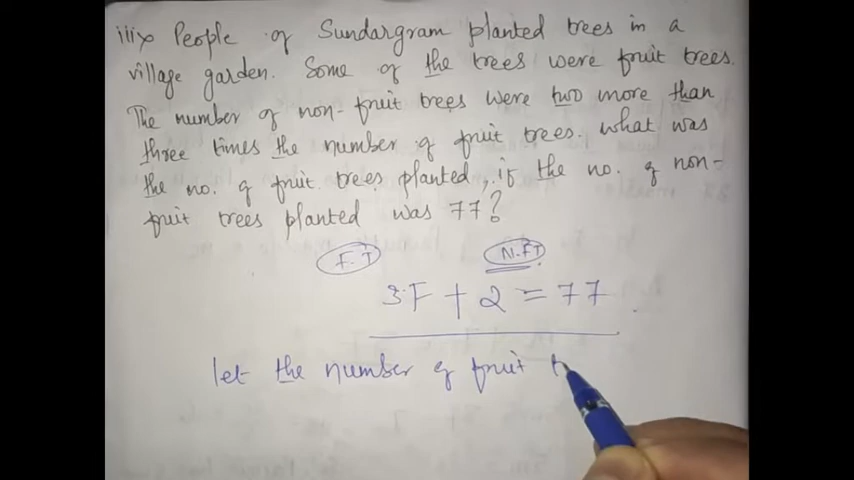 iii) People of Sundargram planted trees in a
village garden. Some of the trees were fruit trees.
The number of non-fruit trees were two more than
three times the number of fruit trees. What was
the no. of fruit trees planted, if the no. of non-
fruit trees planted was 77?
F.T N.FT
3F + 2 = 77
let the number of fruit t